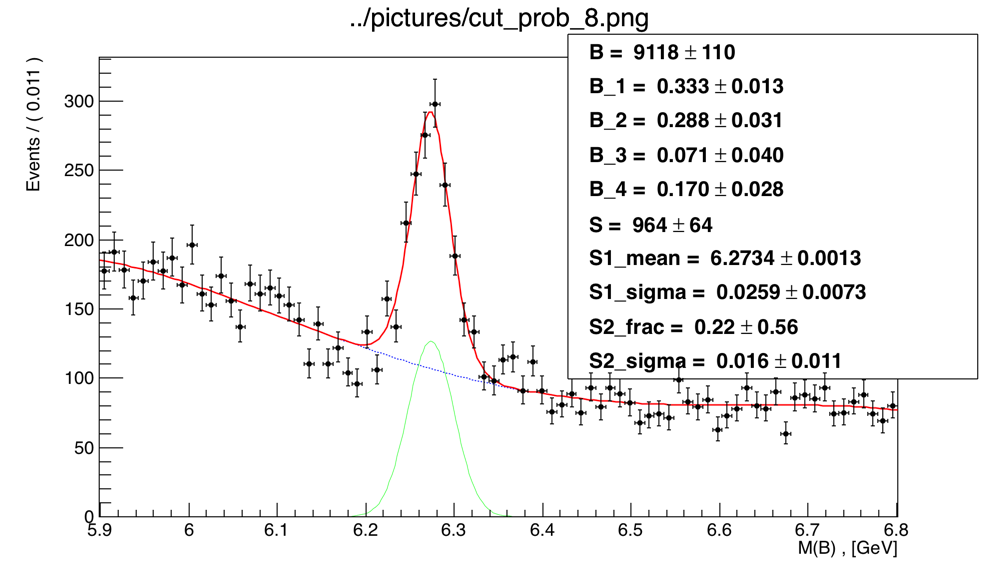 ../pictures/cut_prob_8.png
Events / ( 0.011 )
B = 9118 ± 110
B_1 = 0.333 ± 0.013
B_2 = 0.288 ± 0.031
B_3 = 0.071 ± 0.040
B_4 = 0.170 ± 0.028
S = 964 ± 64
S1_mean = 6.2734 ± 0.0013
S1_sigma = 0.0259 ± 0.0073
S2_frac = 0.22 ± 0.56
S2_sigma = 0.016 ± 0.011
300
250
200
150
100
50
0
5.9 6 6.1 6.2 6.3 6.4 6.5 6.6 6.7 6.8
M(B) , [GeV]